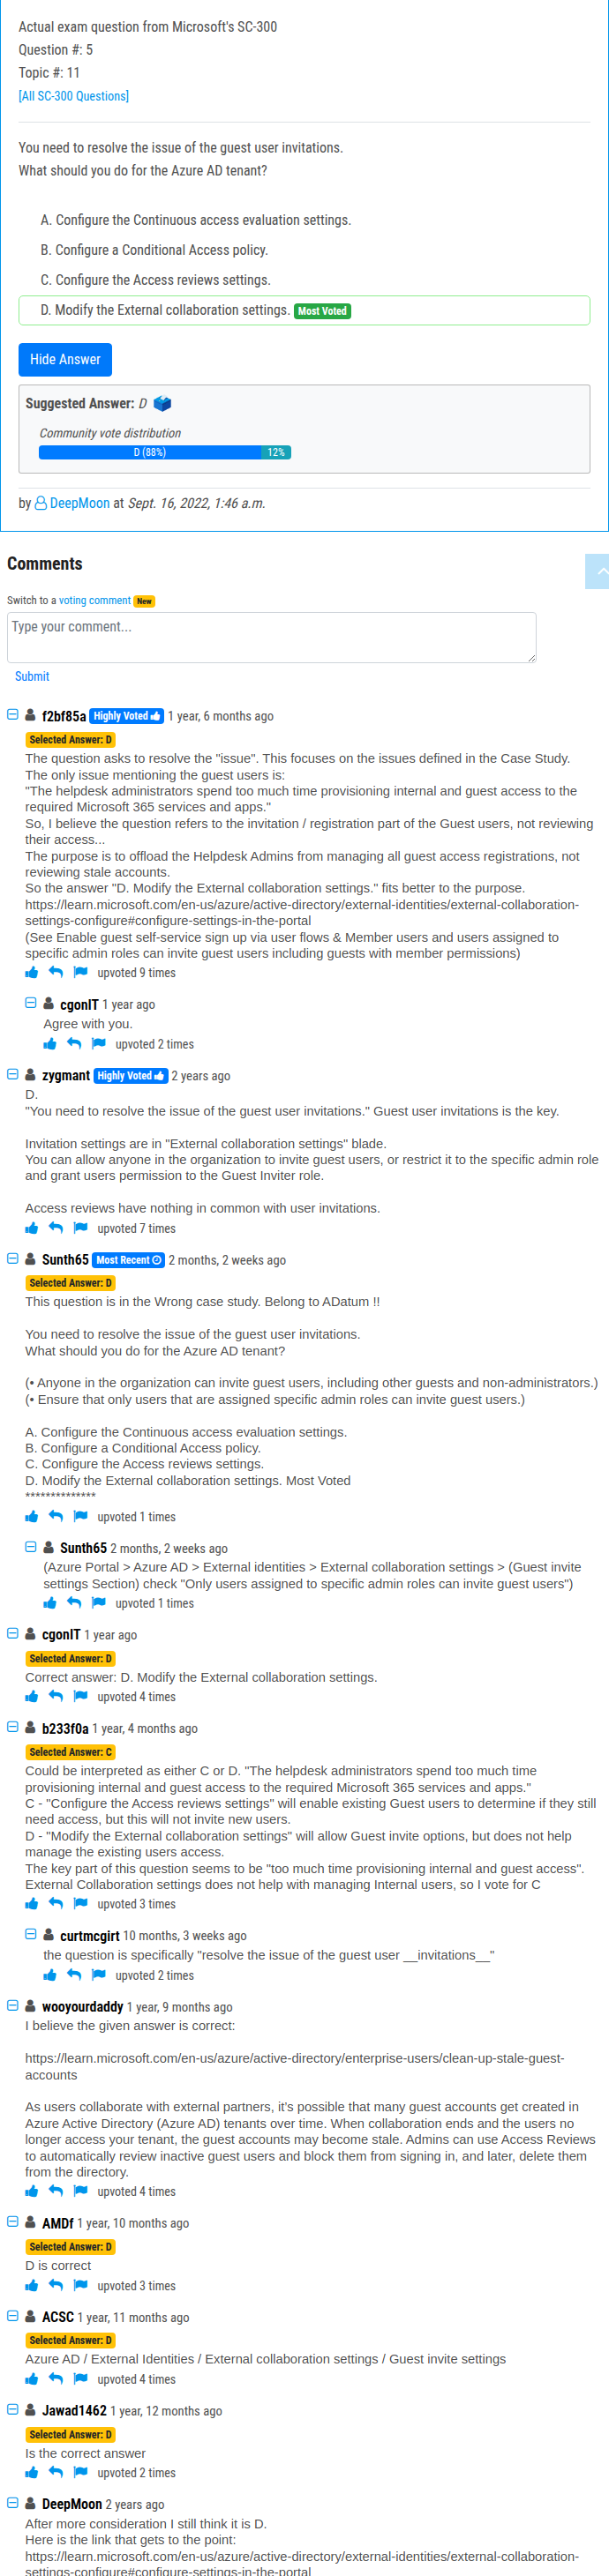 Actual exam question from Microsoft's SC-300
Question #: 5
Topic #: 11
[All SC-300 Questions]
You need to resolve the issue of the guest user invitations.
What should you do for the Azure AD tenant?
A. Configure the Continuous access evaluation settings.
B. Configure a Conditional Access policy.
C. Configure the Access reviews settings.
D. Modify the External collaboration settings. Most Voted
Hide Answer
Suggested Answer: D
Community vote distribution
D (88%) 12%
by DeepMoon at Sept. 16, 2022, 1:46 a.m.
Comments
Switch to a voting comment New
Type your comment...
Submit
f2bf85a Highly Voted 1 year, 6 months ago
Selected Answer: D
The question asks to resolve the "issue". This focuses on the issues defined in the Case Study.
The only issue mentioning the guest users is:
"The helpdesk administrators spend too much time provisioning internal and guest access to the
required Microsoft 365 services and apps."
So, I believe the question refers to the invitation / registration part of the Guest users, not reviewing
their access...
The purpose is to offload the Helpdesk Admins from managing all guest access registrations, not
reviewing stale accounts.
So the answer "D. Modify the External collaboration settings." fits better to the purpose.
https://learn.microsoft.com/en-us/azure/active-directory/external-identities/external-collaboration-
settings-configure#configure-settings-in-the-portal
(See Enable guest self-service sign up via user flows & Member users and users assigned to
specific admin roles can invite guest users including guests with member permissions)
upvoted 9 times
cgonIT 1 year ago
Agree with you.
upvoted 2 times
zygmant Highly Voted 2 years ago
D.
"You need to resolve the issue of the guest user invitations." Guest user invitations is the key.
Invitation settings are in "External collaboration settings" blade.
You can allow anyone in the organization to invite guest users, or restrict it to the specific admin role
and grant users permission to the Guest Inviter role.
Access reviews have nothing in common with user invitations.
upvoted 7 times
Sunth65 Most Recent 2 months, 2 weeks ago
Selected Answer: D
This question is in the Wrong case study. Belong to ADatum !!
You need to resolve the issue of the guest user invitations.
What should you do for the Azure AD tenant?
(• Anyone in the organization can invite guest users, including other guests and non-administrators.)
(• Ensure that only users that are assigned specific admin roles can invite guest users.)
A. Configure the Continuous access evaluation settings.
B. Configure a Conditional Access policy.
C. Configure the Access reviews settings.
D. Modify the External collaboration settings. Most Voted
**************
upvoted 1 times
Sunth65 2 months, 2 weeks ago
(Azure Portal > Azure AD > External identities > External collaboration settings > (Guest invite
settings Section) check "Only users assigned to specific admin roles can invite guest users")
upvoted 1 times
cgonIT 1 year ago
Selected Answer: D
Correct answer: D. Modify the External collaboration settings.
upvoted 4 times
b233f0a 1 year, 4 months ago
Selected Answer: C
Could be interpreted as either C or D. "The helpdesk administrators spend too much time
provisioning internal and guest access to the required Microsoft 365 services and apps."
C - "Configure the Access reviews settings" will enable existing Guest users to determine if they still
need access, but this will not invite new users.
D - "Modify the External collaboration settings" will allow Guest invite options, but does not help
manage the existing users access.
The key part of this question seems to be "too much time provisioning internal and guest access".
External Collaboration settings does not help with managing Internal users, so I vote for C
upvoted 3 times
curtmcgirt 10 months, 3 weeks ago
the question is specifically "resolve the issue of the guest user __invitations__"
upvoted 2 times
wooyourdaddy 1 year, 9 months ago
I believe the given answer is correct:
https://learn.microsoft.com/en-us/azure/active-directory/enterprise-users/clean-up-stale-guest-
accounts
As users collaborate with external partners, it's possible that many guest accounts get created in
Azure Active Directory (Azure AD) tenants over time. When collaboration ends and the users no
longer access your tenant, the guest accounts may become stale. Admins can use Access Reviews
to automatically review inactive guest users and block them from signing in, and later, delete them
from the directory.
upvoted 4 times
AMDf 1 year, 10 months ago
Selected Answer: D
D is correct
upvoted 3 times
ACSC 1 year, 11 months ago
Selected Answer: D
Azure AD / External Identities / External collaboration settings / Guest invite settings
upvoted 4 times
Jawad1462 1 year, 12 months ago
Selected Answer: D
Is the correct answer
upvoted 2 times
DeepMoon 2 years ago
After more consideration I still think it is D.
Here is the link that gets to the point:
https://learn.microsoft.com/en-us/azure/active-directory/external-identities/external-collaboration-
settings-configure#configure-settings-in-the-portal